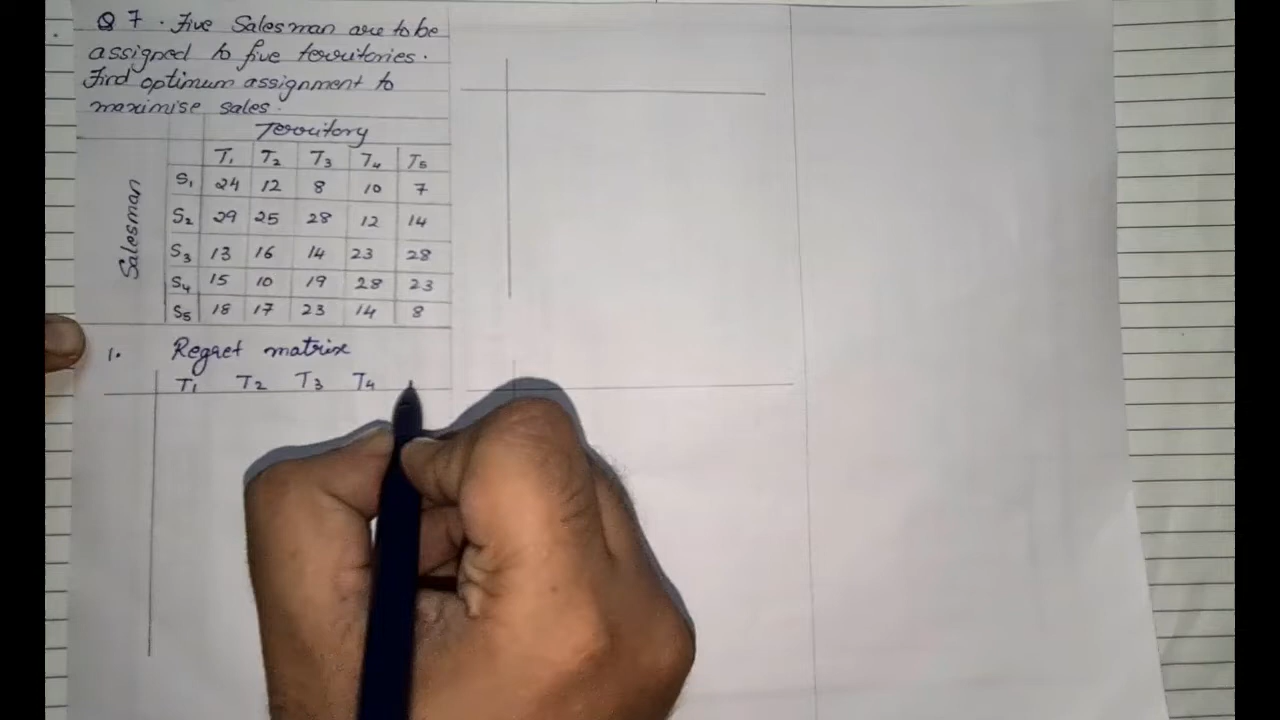 Q 7. Five Salesman are to be
assigned to five territories.
Find optimum assignment to
maximise sales.
Territory
T1 T2 T3 T4 T5
Salesman
S1 24 12 8 10 7
S2 29 25 28 12 14
S3 13 16 14 23 28
S4 15 10 19 28 23
S5 18 17 23 14 8
1. Regret matrix
T1 T2 T3 T4